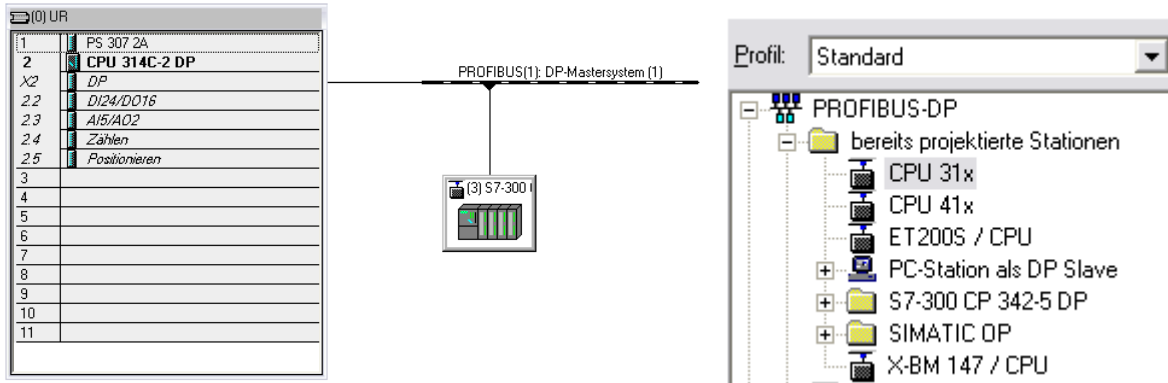 (0) UR
1 PS 307 2A
2 CPU 314C-2 DP
X2 DP
2.2 DI24/DO16
2.3 AI5/AO2
2.4 Zählen
2.5 Positionieren
3
4
5
6
7
8
9
10
11
PROFIBUS(1): DP-Mastersystem (1)
(3) S7-300
Profil: Standard
PROFIBUS-DP
bereits projektierte Stationen
CPU 31x
CPU 41x
ET200S / CPU
PC-Station als DP Slave
S7-300 CP 342-5 DP
SIMATIC OP
X-BM 147 / CPU